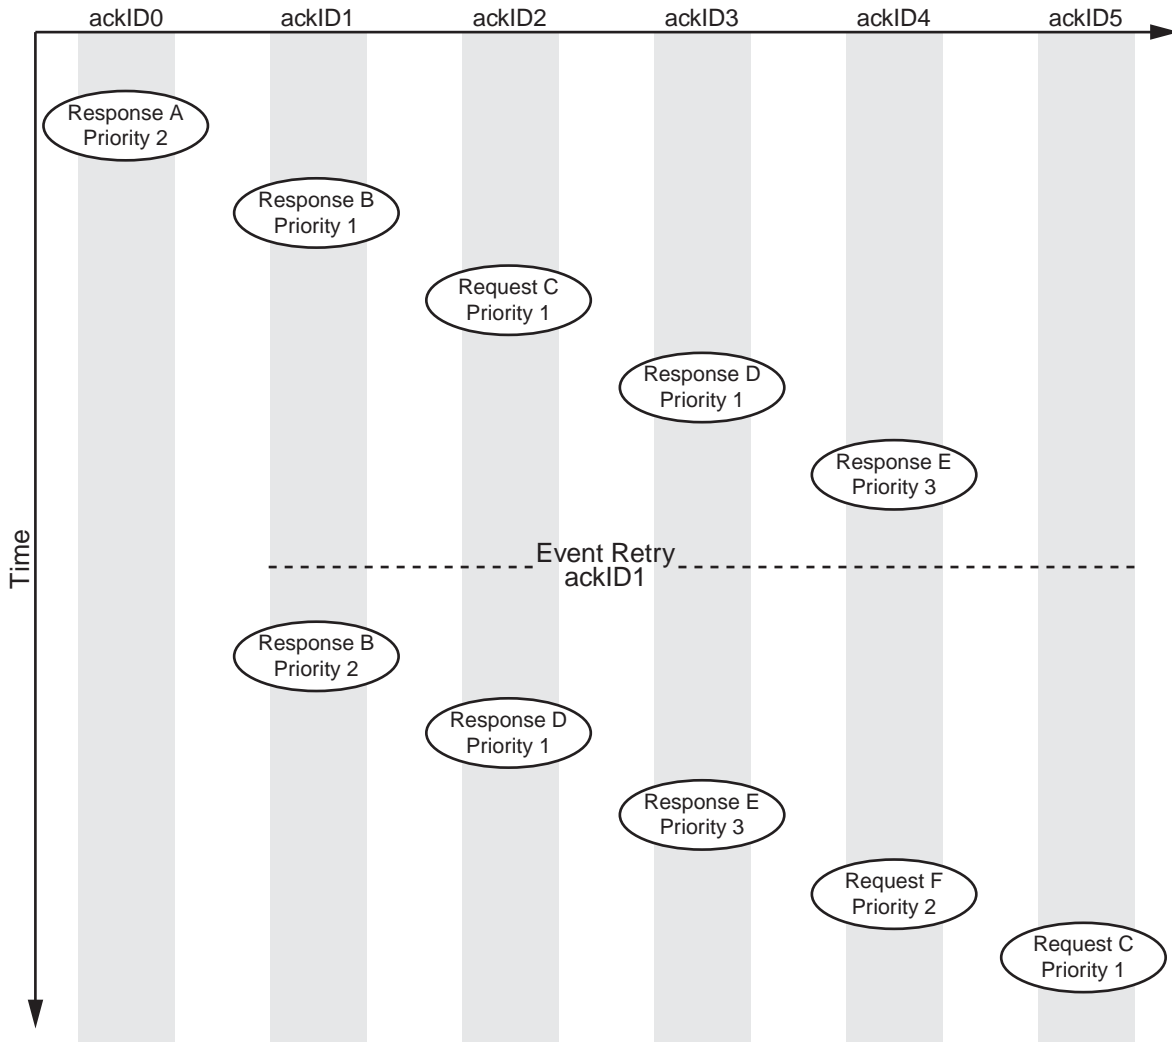 ackID0 ackID1 ackID2 ackID3 ackID4 ackID5
Response A
Priority 2
Response B
Priority 1
Request C
Priority 1
Response D
Priority 1
Response E
Priority 3
Time
Event Retry
ackID1
Response B
Priority 2
Response D
Priority 1
Response E
Priority 3
Request F
Priority 2
Request C
Priority 1